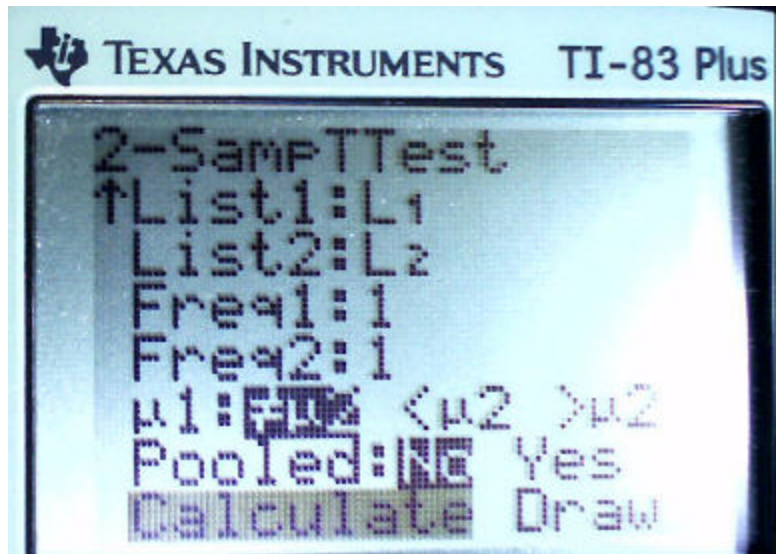 TEXAS INSTRUMENTS TI-83 Plus
2-SampTTest
↑List1:L₁
List2:L₂
Freq1:1
Freq2:1
μ1:≠μ2 <μ2 >μ2
Pooled:No Yes
Calculate Draw